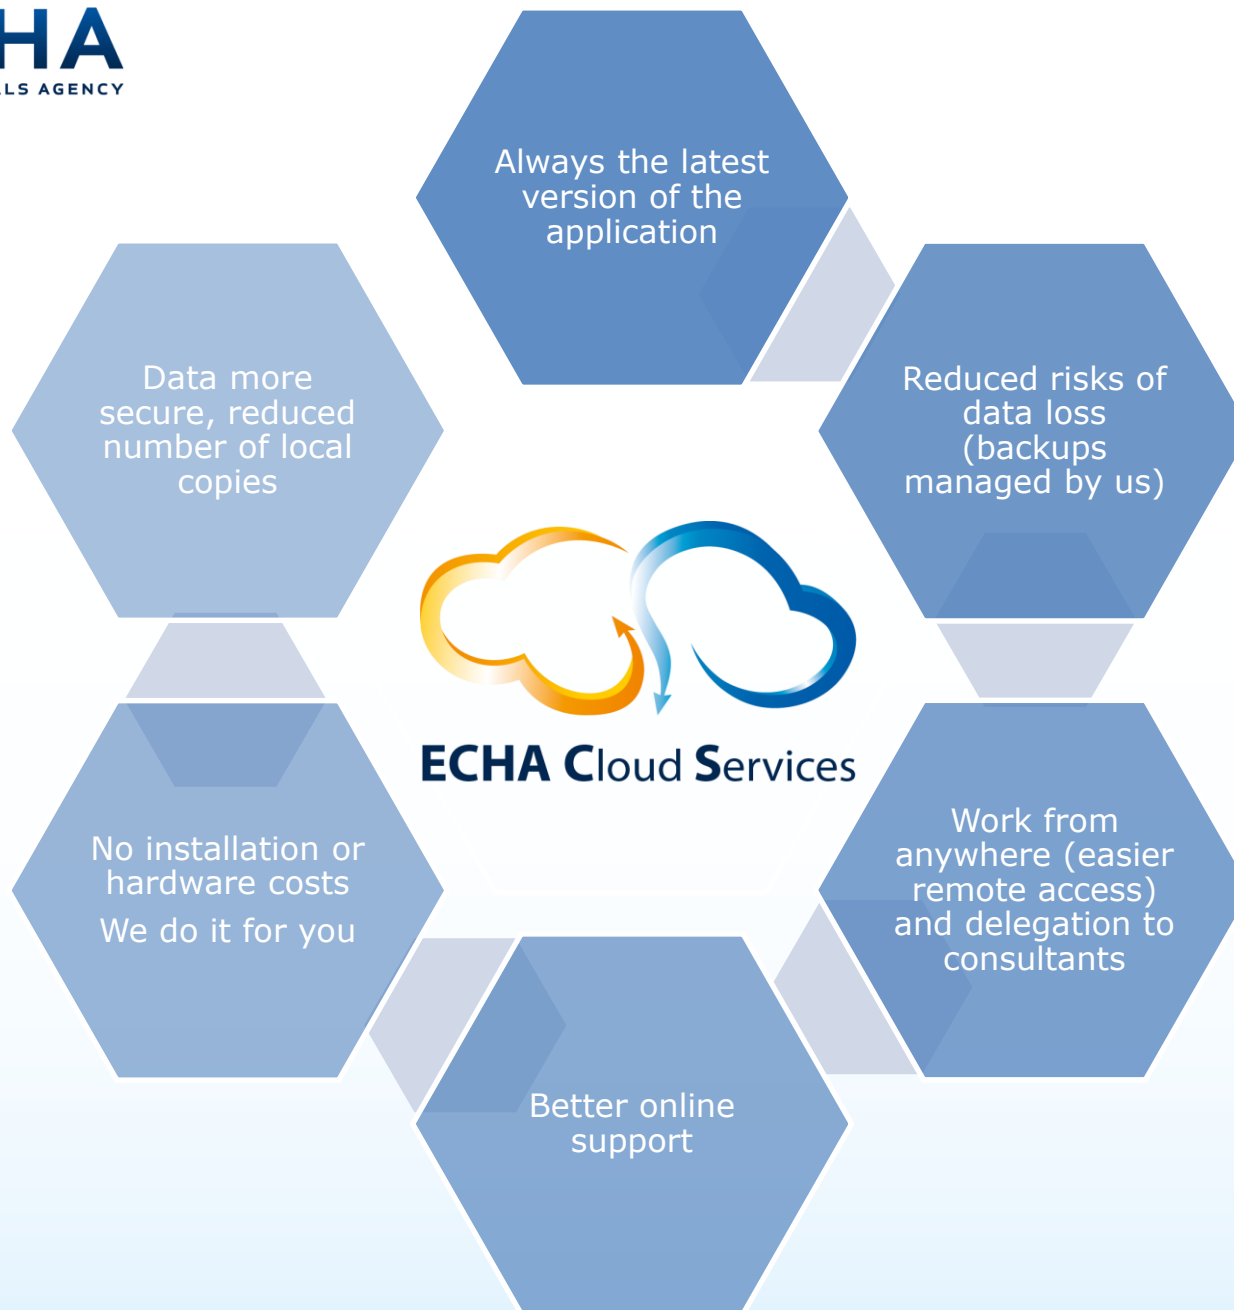 HA
LS AGENCY
Always the latest
version of the
application
Reduced risks of
data loss
(backups
managed by us)
Work from
anywhere (easier
remote access)
and delegation to
consultants
Better online
support
No installation or
hardware costs
We do it for you
Data more
secure, reduced
number of local
copies
ECHA Cloud Services